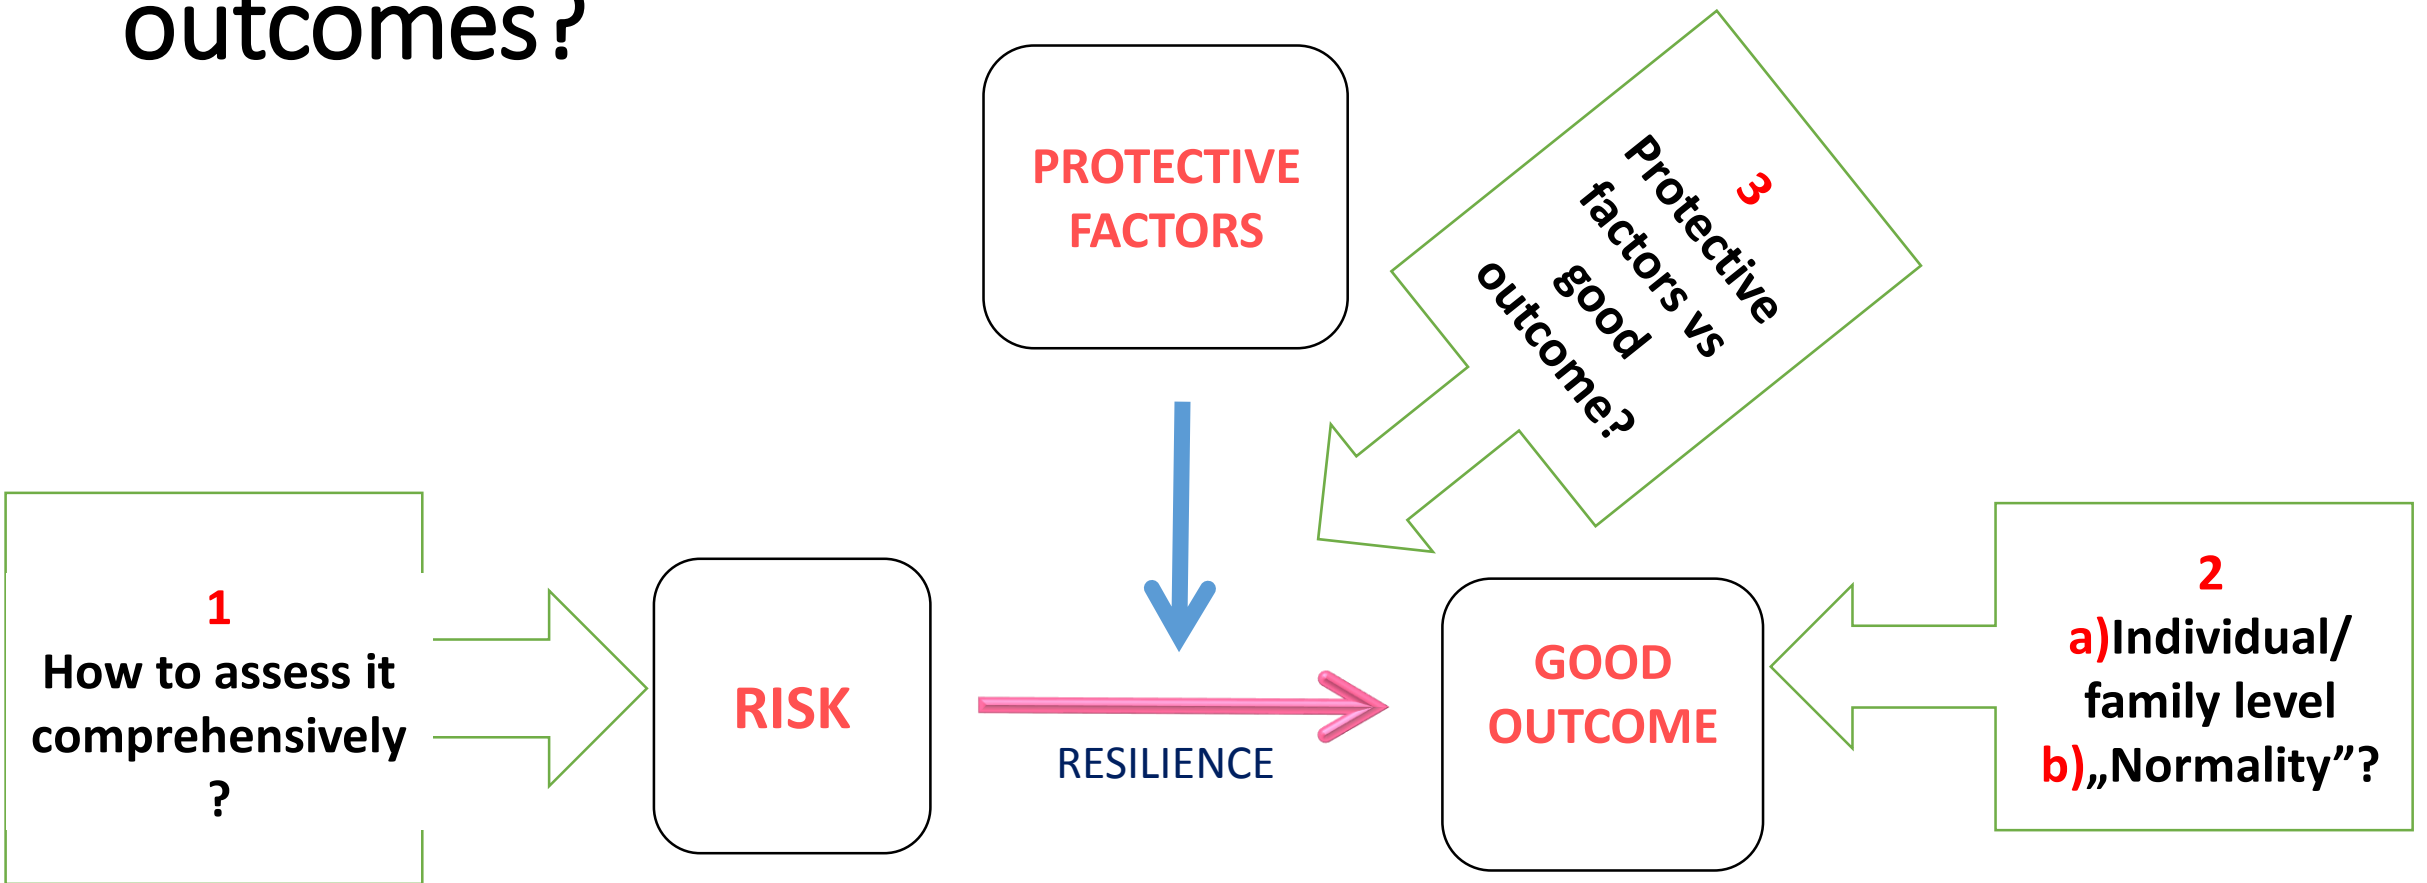 outcomes?
PROTECTIVE
FACTORS
3
Protective
factors vs
good
outcome?
1
How to assess it
comprehensively
?
RISK
RESILIENCE
GOOD
OUTCOME
2
a)Individual/
family level
b)„Normality”?